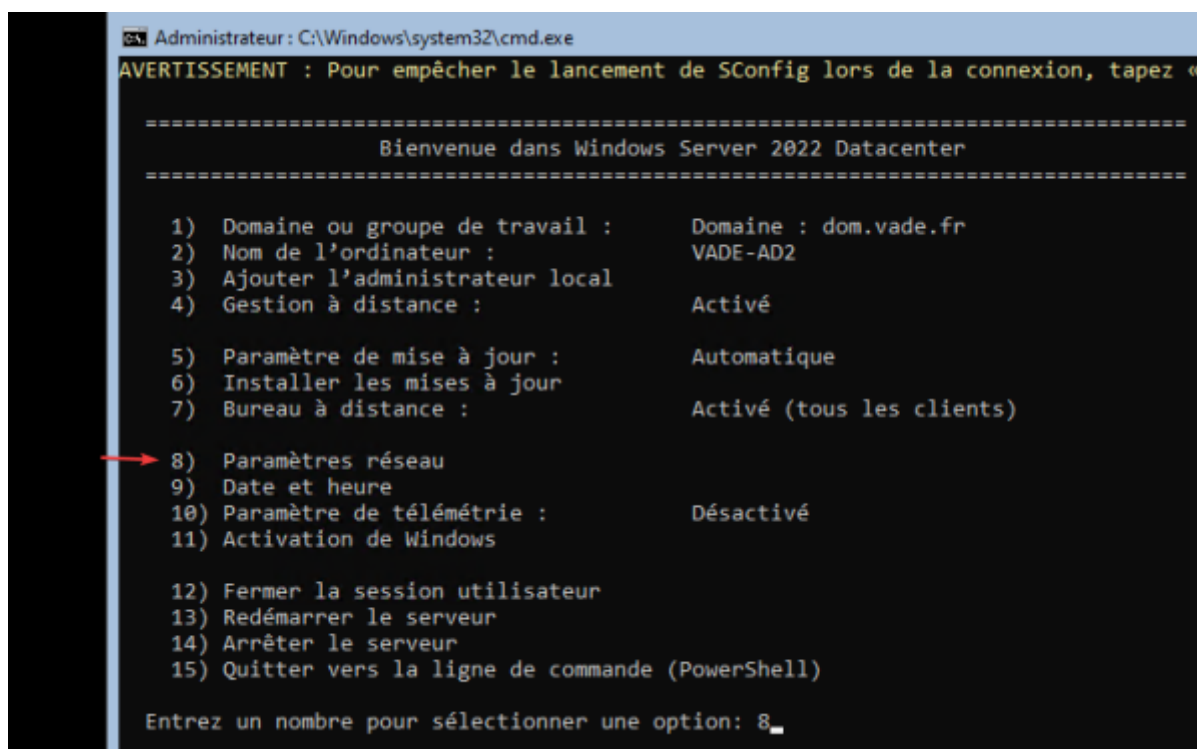 Administrateur : C:\Windows\system32\cmd.exe
AVERTISSEMENT : Pour empêcher le lancement de SConfig lors de la connexion, tapez «
================================================================================
Bienvenue dans Windows Server 2022 Datacenter
================================================================================
1) Domaine ou groupe de travail : Domaine : dom.vade.fr
2) Nom de l’ordinateur : VADE-AD2
3) Ajouter l’administrateur local
4) Gestion à distance : Activé
5) Paramètre de mise à jour : Automatique
6) Installer les mises à jour
7) Bureau à distance : Activé (tous les clients)
8) Paramètres réseau
9) Date et heure
10) Paramètre de télémétrie : Désactivé
11) Activation de Windows
12) Fermer la session utilisateur
13) Redémarrer le serveur
14) Arrêter le serveur
15) Quitter vers la ligne de commande (PowerShell)
Entrez un nombre pour sélectionner une option: 8